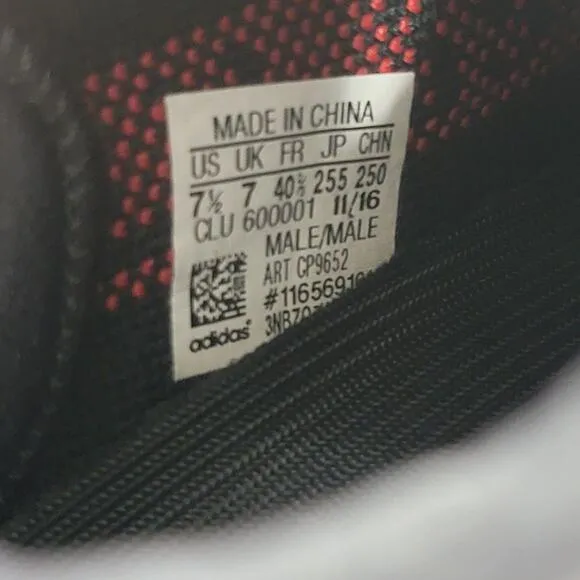 MADE IN CHINA
US UK FR JP CHN
7½ 7 40⅔ 255 250
CLU 600001 11/16
MALE/MALE
ART CP9652
adidas